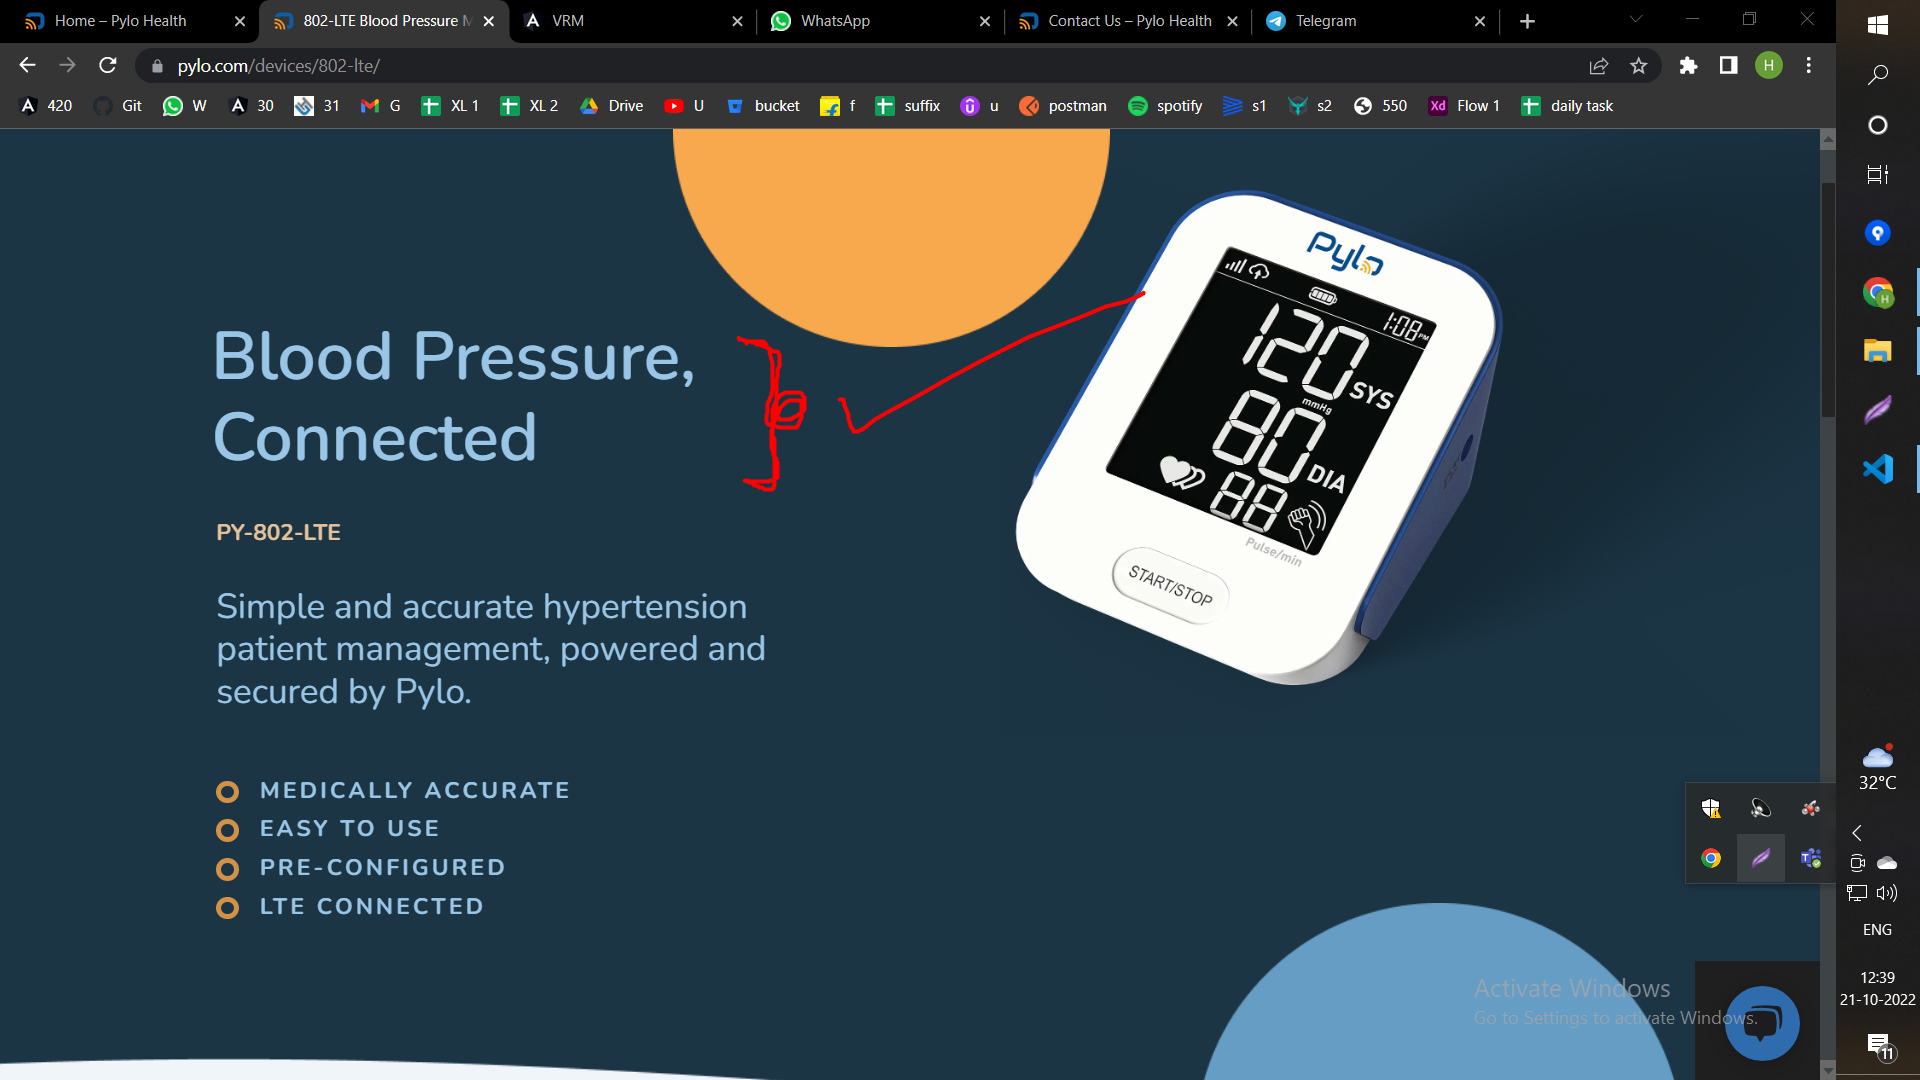 Home – Pylo Health
802-LTE Blood Pressure M
VRM
WhatsApp
Contact Us – Pylo Health
Telegram
pylo.com/devices/802-lte/
H
420
Git
W
30
31
G
XL 1
XL 2
Drive
U
bucket
f
suffix
u
postman
spotify
s1
s2
550
Xd
Flow 1
daily task
Blood Pressure,
Connected
PY-802-LTE
Simple and accurate hypertension
patient management, powered and
secured by Pylo.
MEDICALLY ACCURATE
EASY TO USE
PRE-CONFIGURED
LTE CONNECTED
Pylo
1:08 PM
120 SYS
mmHg
80 DIA
88
Pulse/min
START/STOP
Activate Windows
Go to Settings to activate Windows.
32°C
ENG
12:39
21-10-2022
11